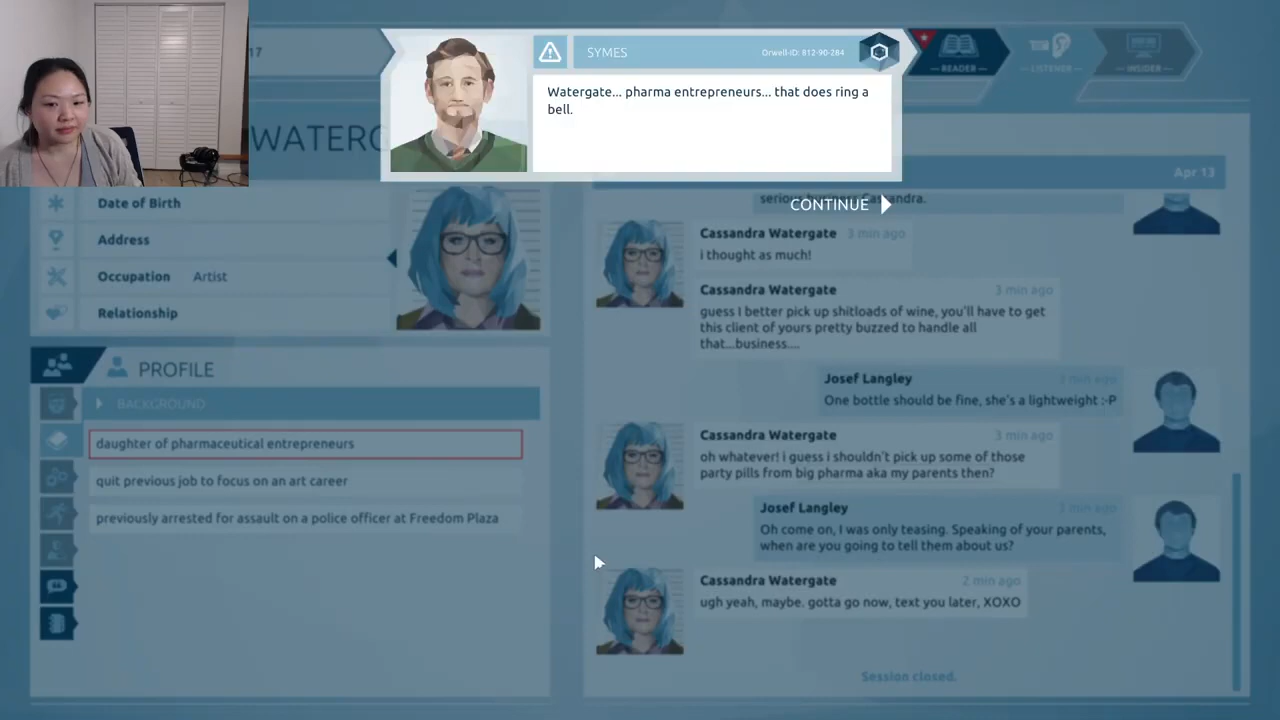 17
SYMES
Orwell-ID: 812-90-284
READER
LISTENER
INSIDER
Watergate... pharma entrepreneurs... that does ring a
bell.
CONTINUE
WATERG
Date of Birth
Address
Occupation Artist
Relationship
PROFILE
BACKGROUND
daughter of pharmaceutical entrepreneurs
quit previous job to focus on an art career
previously arrested for assault on a police officer at Freedom Plaza
Apr 13
Cassandra Watergate 3 min ago
i thought as much!
Cassandra Watergate 3 min ago
guess I better pick up shitloads of wine, you'll have to get
this client of yours pretty buzzed to handle all
that...business....
Josef Langley 3 min ago
One bottle should be fine, she's a lightweight :-P
Cassandra Watergate 3 min ago
oh whatever! i guess i shouldn't pick up some of those
party pills from big pharma aka my parents then?
Josef Langley
Oh come on, I was only teasing. Speaking of your parents,
when are you going to tell them about us?
Cassandra Watergate 2 min ago
ugh yeah, maybe. gotta go now, text you later, XOXO
Session closed.